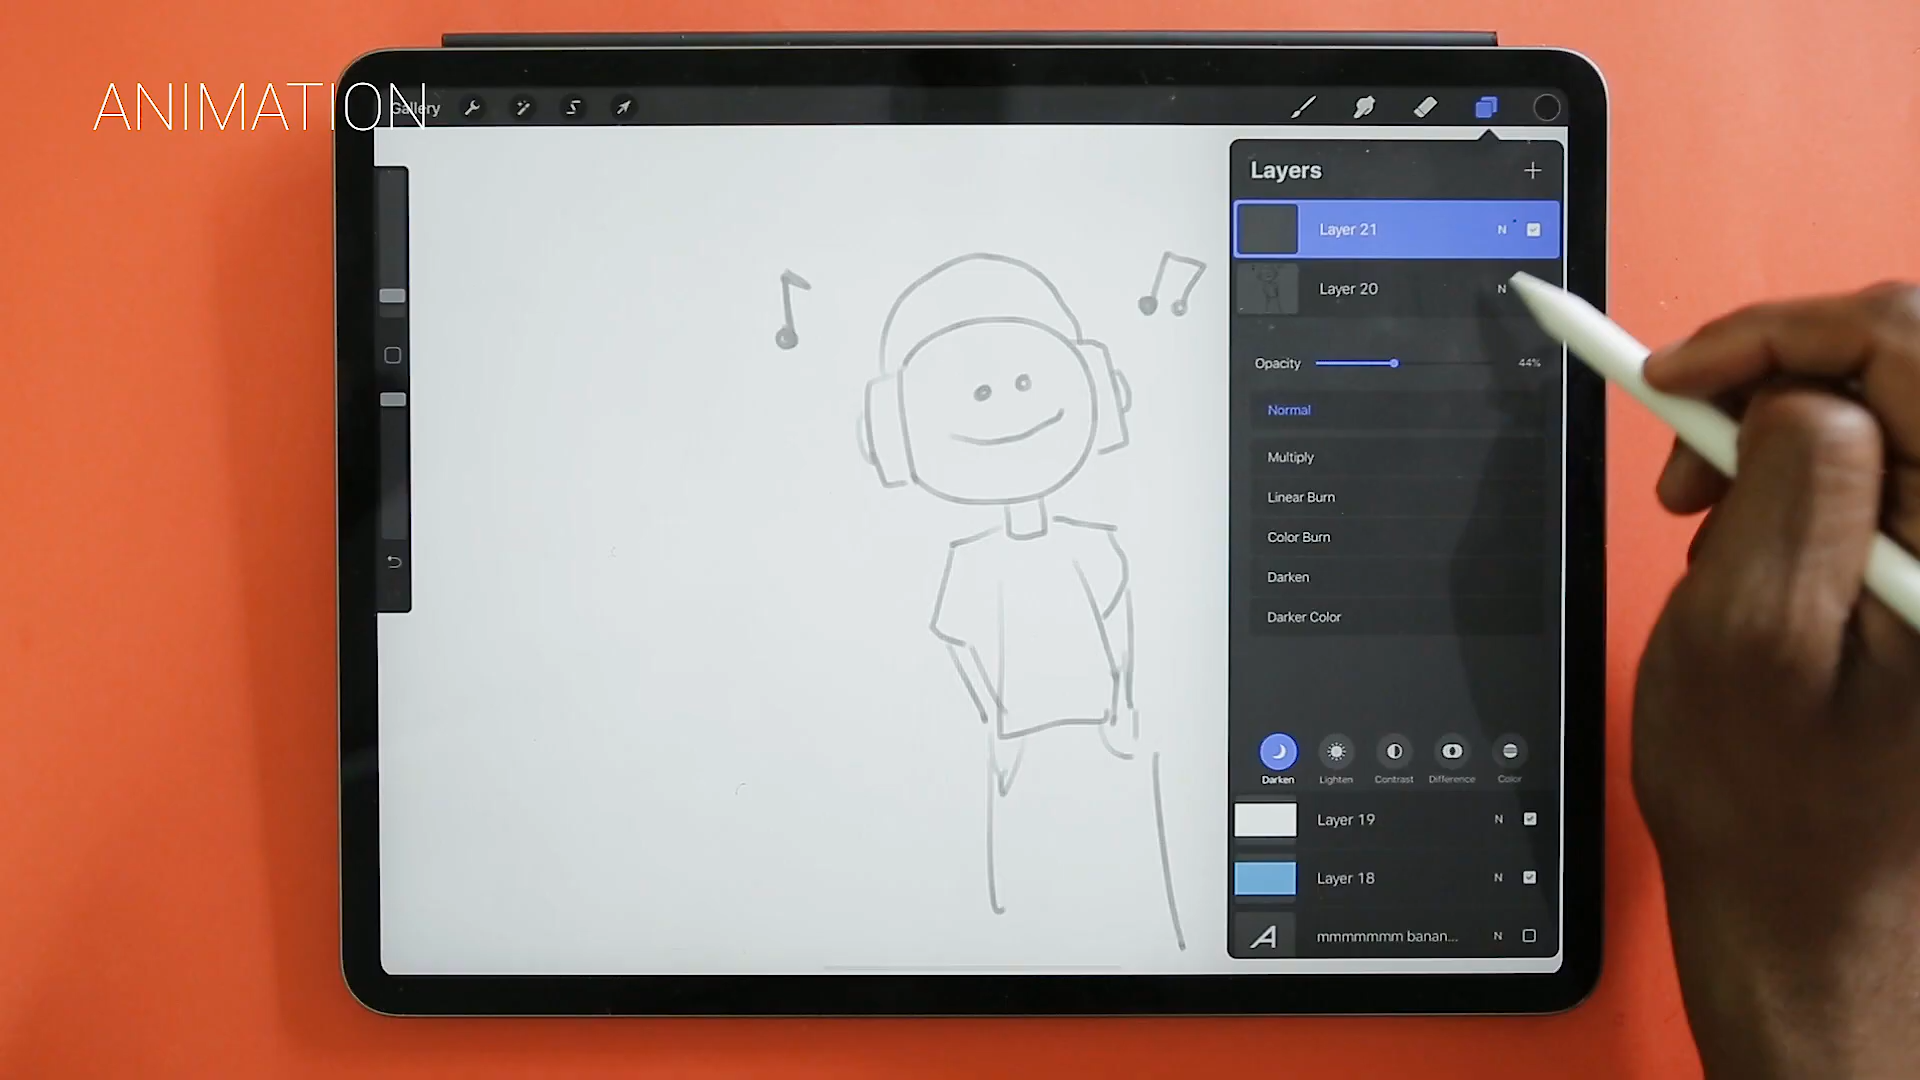 ANIMATION
Gallery
Layers
Layer 21 N
Layer 20 N
Opacity 44%
Normal
Multiply
Linear Burn
Color Burn
Darken
Darker Color
Darken Lighten Contrast Difference Color
Layer 19 N
Layer 18 N
A mmmmmmm banan... N